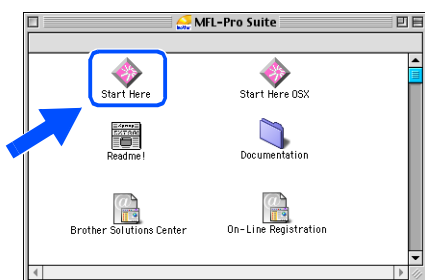 MFL-Pro Suite
Start Here
Start Here OSX
Readme!
Documentation
Brother Solutions Center
On-Line Registration